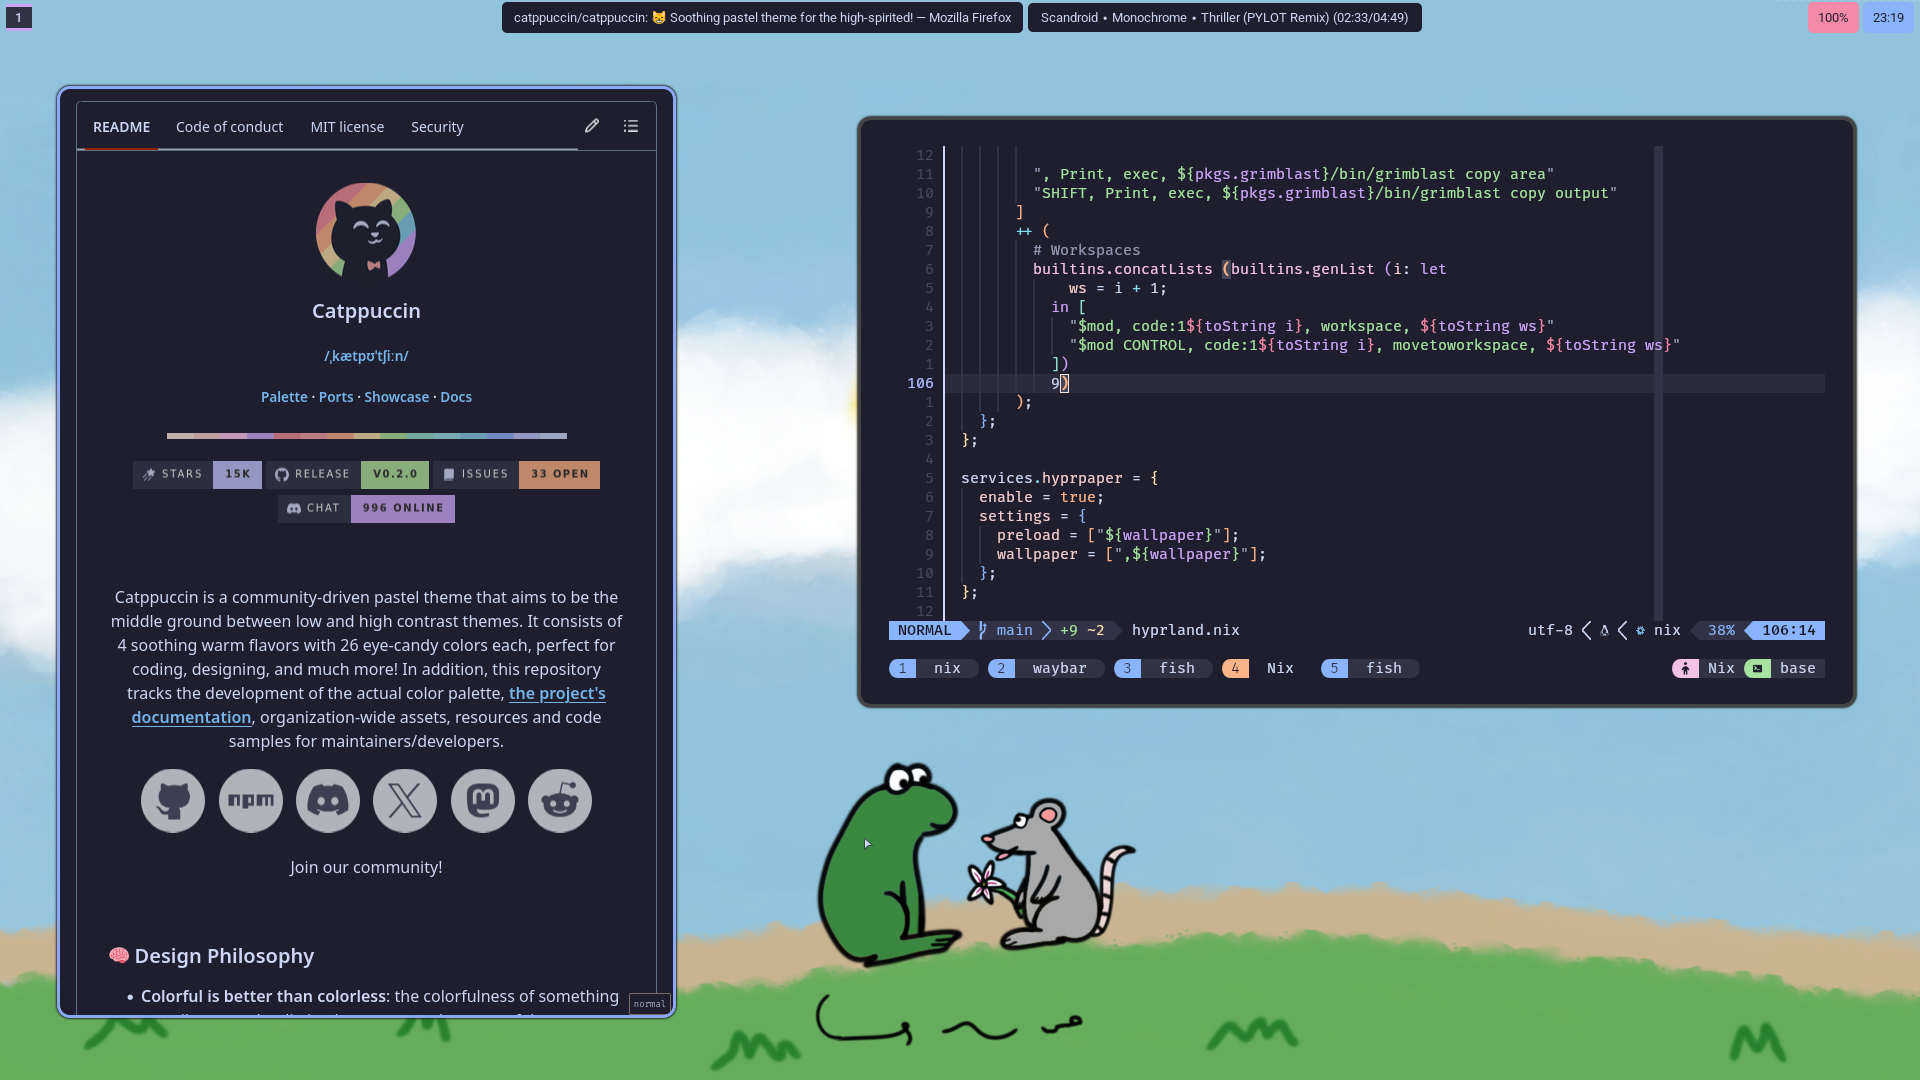 1
catppuccin/catppuccin: 😸 Soothing pastel theme for the high-spirited! — Mozilla Firefox
Scandroid • Monochrome • Thriller (PYLOT Remix) (02:33/04:49)
100%
23:19
README Code of conduct MIT license Security
Catppuccin
/ˌkætpʊˈtʃiːn/
Palette · Ports · Showcase · Docs
STARS 15K RELEASE V0.2.0 ISSUES 33 OPEN
CHAT 996 ONLINE
Catppuccin is a community-driven pastel theme that aims to be the
middle ground between low and high contrast themes. It consists of
4 soothing warm flavors with 26 eye-candy colors each, perfect for
coding, designing, and much more! In addition, this repository
tracks the development of the actual color palette, the project's
documentation, organization-wide assets, resources and code
samples for maintainers/developers.
npm
Join our community!
🧠 Design Philosophy
• Colorful is better than colorless: the colorfulness of something
normal
12
11 ", Print, exec, ${pkgs.grimblast}/bin/grimblast copy area"
10 "SHIFT, Print, exec, ${pkgs.grimblast}/bin/grimblast copy output"
9 ]
8 ++ (
7 # Workspaces
6 builtins.concatLists (builtins.genList (i: let
5 ws = i + 1;
4 in [
3 "$mod, code:1${toString i}, workspace, ${toString ws}"
2 "$mod CONTROL, code:1${toString i}, movetoworkspace, ${toString ws}"
1 ])
106 9)
1 );
2 };
3 };
4
5 services.hyprpaper = {
6 enable = true;
7 settings = {
8 preload = ["${wallpaper}"];
9 wallpaper = [",${wallpaper}"];
10 };
11 };
12
NORMAL main +9 ~2 hyprland.nix utf-8 nix 38% 106:14
1 nix 2 waybar 3 fish 4 Nix 5 fish Nix base